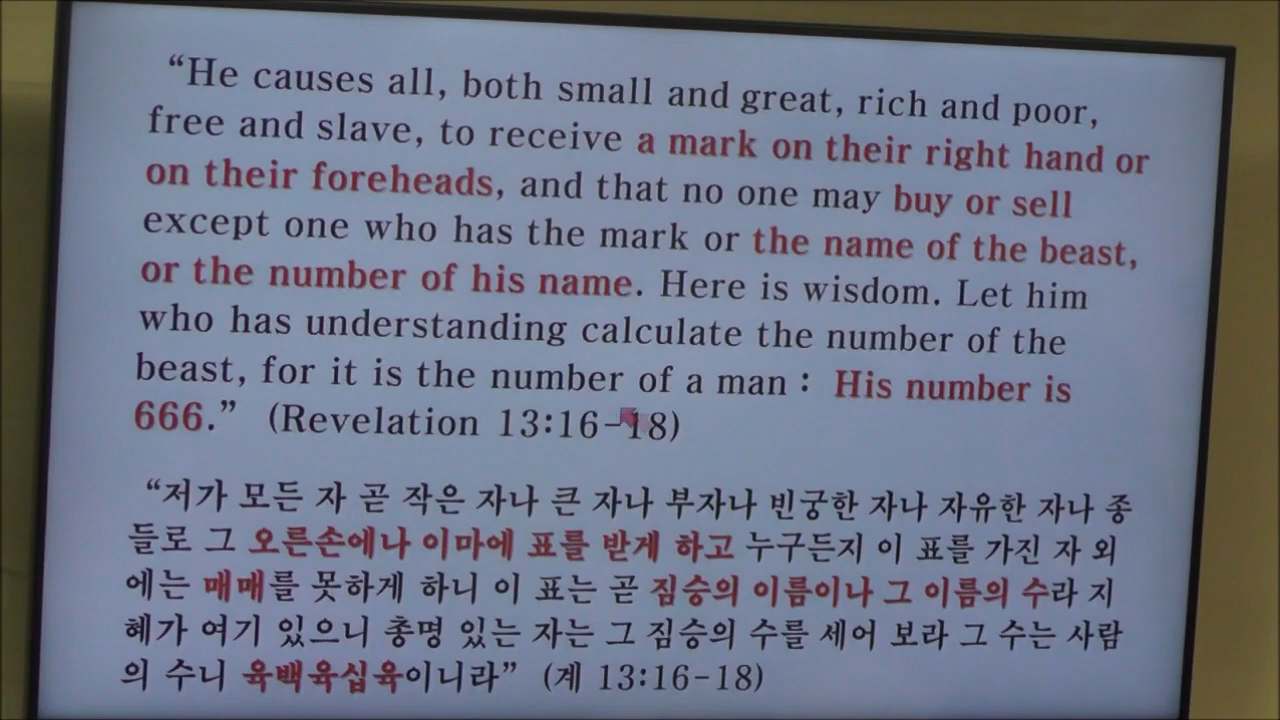 “He causes all, both small and great, rich and poor,
free and slave, to receive a mark on their right hand or
on their foreheads, and that no one may buy or sell
except one who has the mark or the name of the beast,
or the number of his name. Here is wisdom. Let him
who has understanding calculate the number of the
beast, for it is the number of a man : His number is
666.” (Revelation 13:16-18)
“저가 모든 자 곧 작은 자나 큰 자나 부자나 빈궁한 자나 자유한 자나 종
들로 그 오른손에나 이마에 표를 받게 하고 누구든지 이 표를 가진 자 외
에는 매매를 못하게 하니 이 표는 곧 짐승의 이름이나 그 이름의 수라 지
혜가 여기 있으니 총명 있는 자는 그 짐승의 수를 세어 보라 그 수는 사람
의 수니 육백육십육이니라” (계 13:16-18)